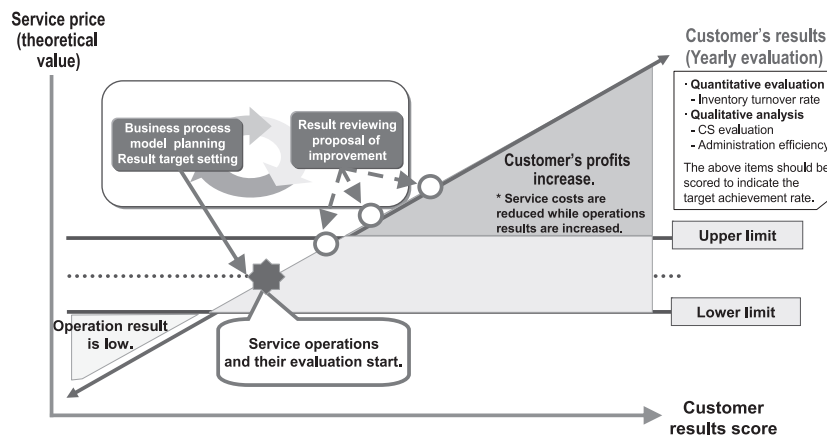 Service price
(theoretical
value)
Customer's results
(Yearly evaluation)
· Quantitative evaluation
- Inventory turnover rate
· Qualitative analysis
- CS evaluation
- Administration efficiency
The above items should be
scored to indicate the
target achievement rate.
Business process
model planning
Result target setting
Result reviewing
proposal of
improvement
Customer's profits
increase.
* Service costs are
reduced while operations
results are increased.
Upper limit
Lower limit
Operation result
is low.
Service operations
and their evaluation start.
Customer
results score